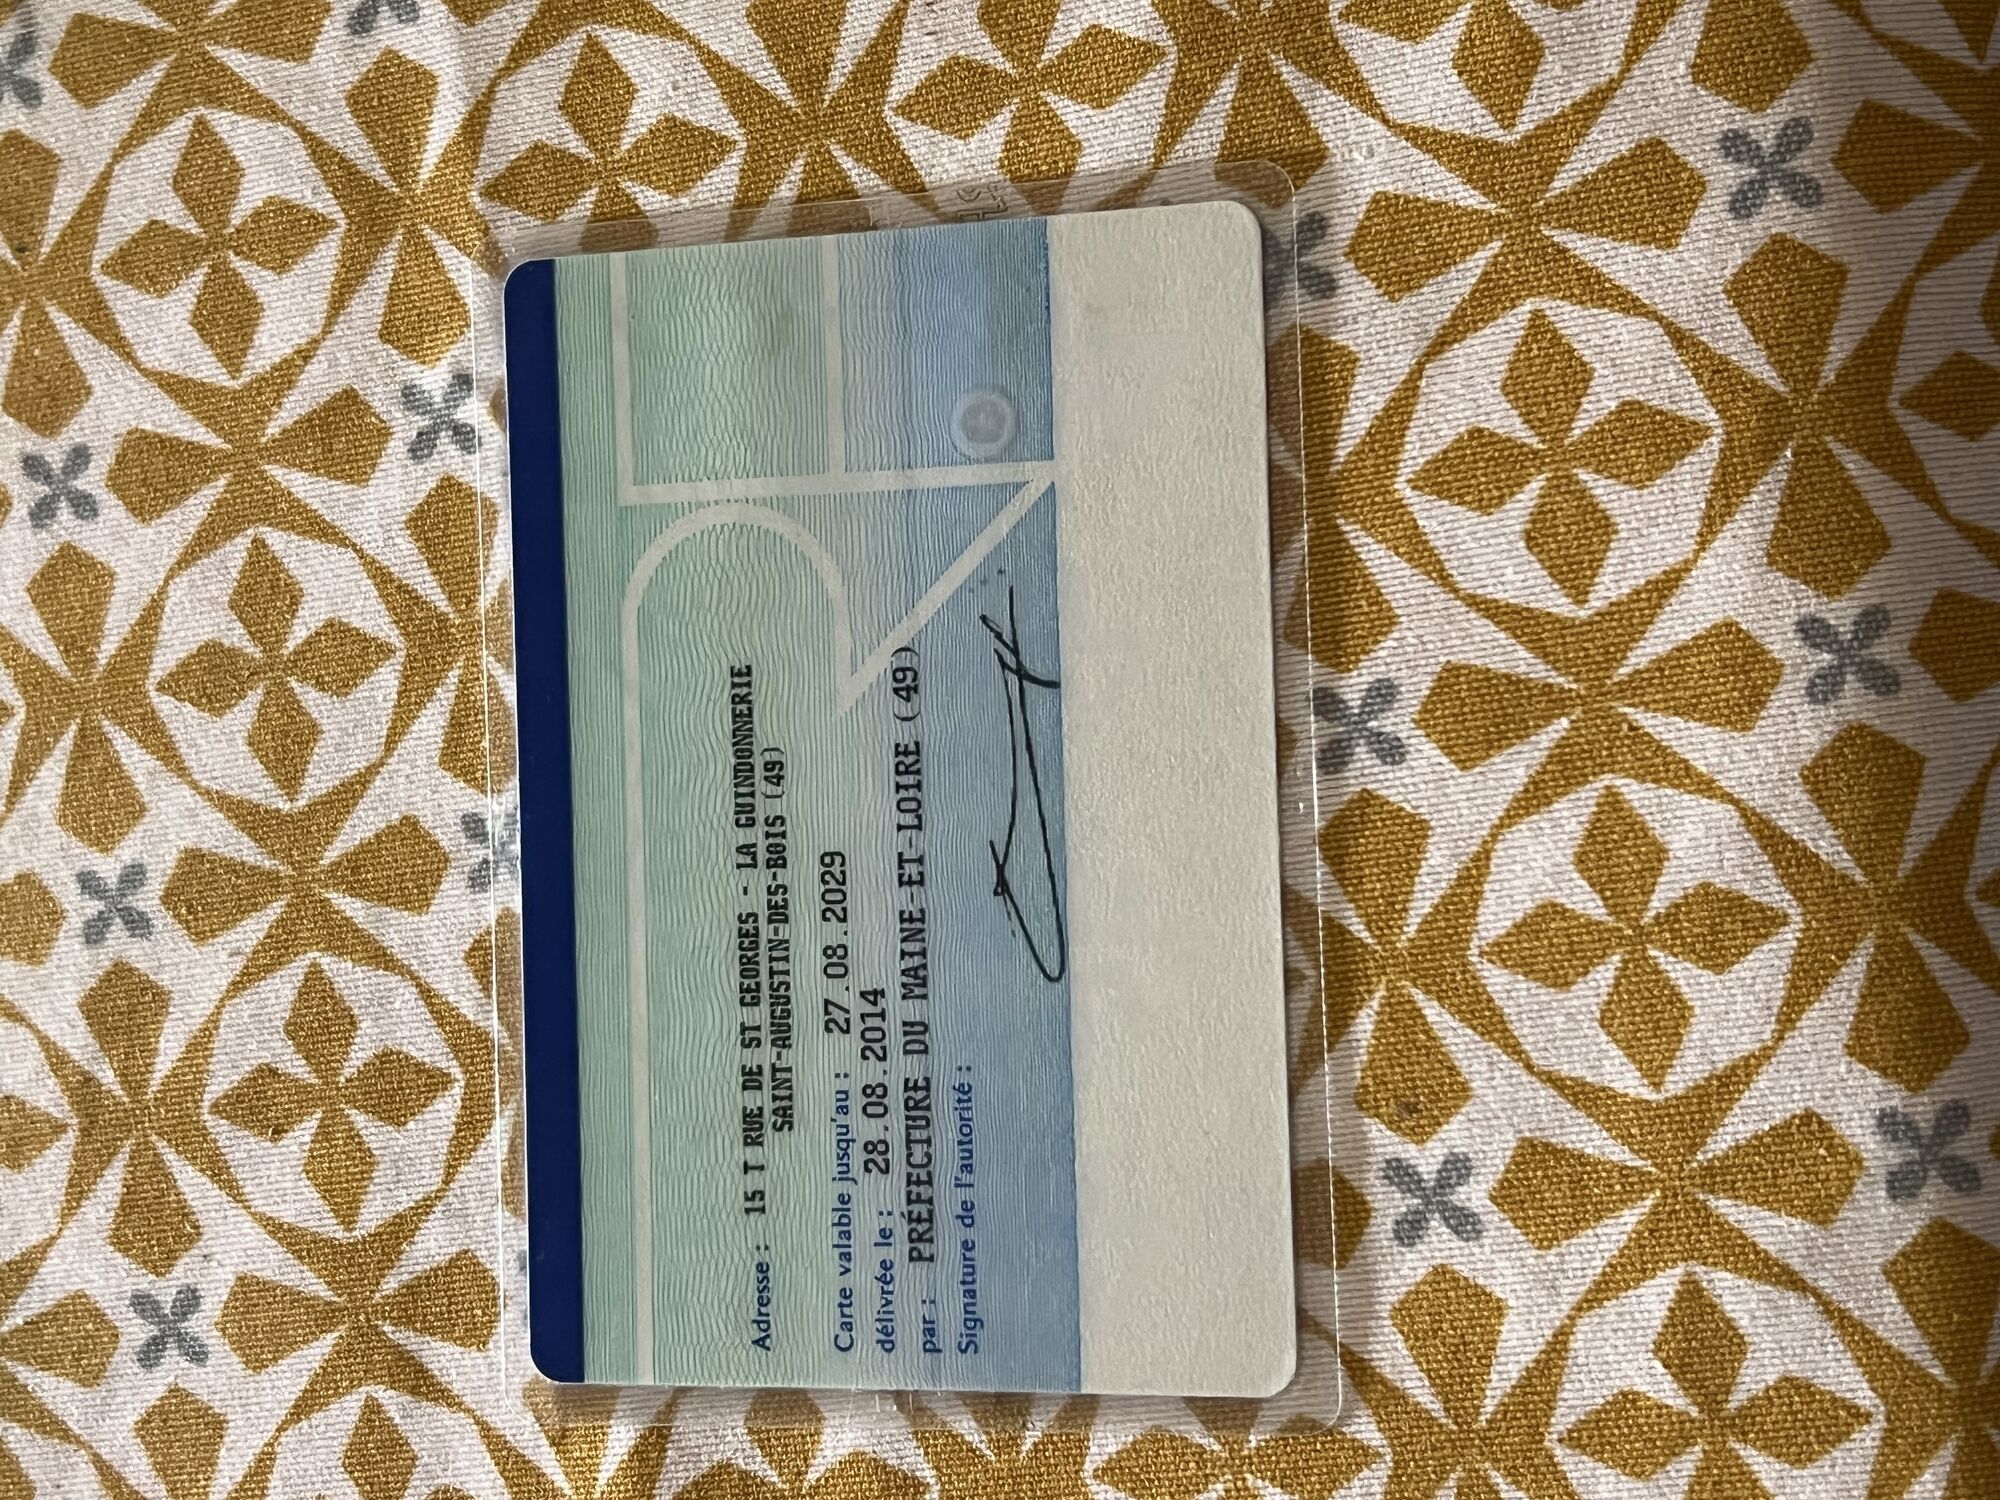 Adresse : 15 T RUE DE ST GEORGES - LA GUINDONNERIE
SAINT-AUGUSTIN-DES-BOIS (49)
Carte valable jusqu'au : 27.08.2029
délivrée le : 28.08.2014
par : PRÉFECTURE DU MAINE-ET-LOIRE (49)
Signature de l'autorité :